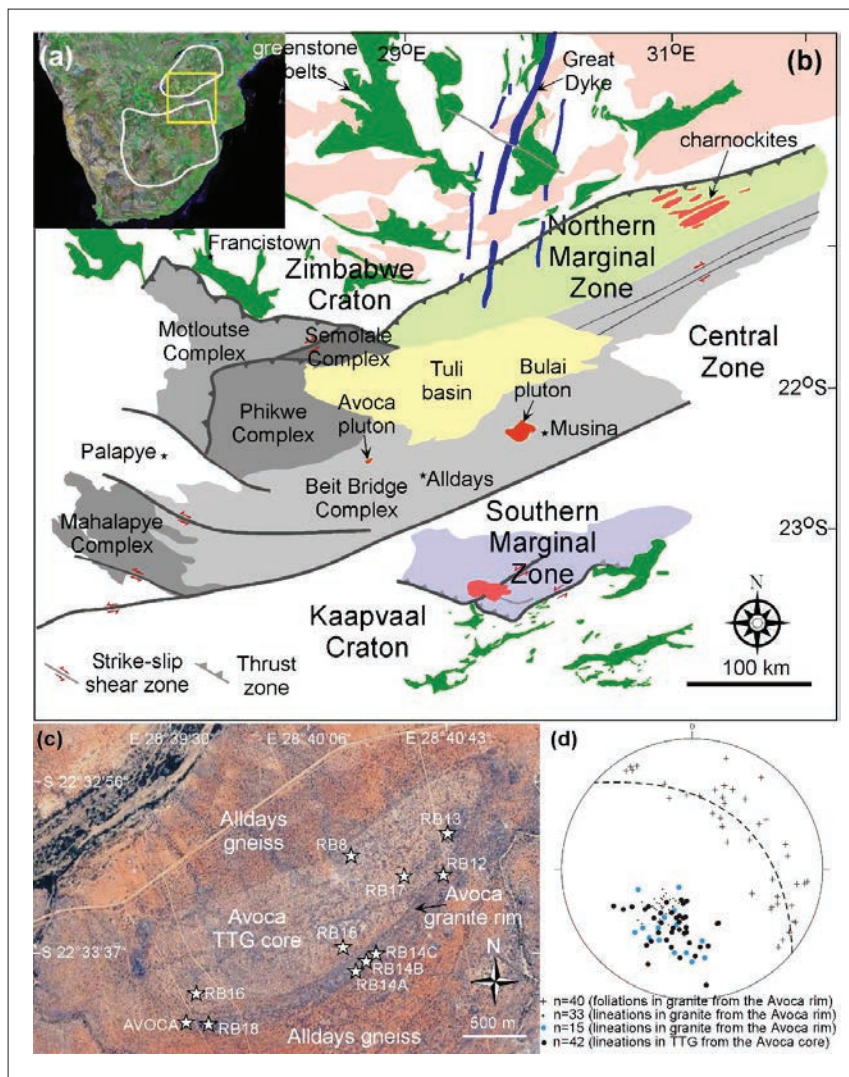 (a)
greenstone
belts
29°E
Great
Dyke
31°O
(b)
charnockites
Francistown
Zimbabwe
Craton
Northern
Marginal
Zone
Motloutse
Complex
Semolale
Complex
Central
Zone
Tuli
basin
Bulai
pluton
22°S
Avoca
pluton
Phikwe
Complex
Musina
Palapye
Alldays
Beit Bridge
Complex
Mahalapye
Complex
Southern
Marginal
Zone
23°S
Kaapvaal
Craton
N
100 km
Strike-slip
shear zone
Thrust
zone
(c)
E 28°39'30"
E 28°40'06"
E 28°40'43"
S 22°32'56"
Alldays
gneiss
RB13
RB8
RB12
RB17
Avoca
granite rim
Avoca
TTG core
RB15*
S 22°33'37"
RB14C
RB14B
RB14A
N
RB16
AVOCA
RB18
Alldays gneiss
500 m
(d)
n=40 (foliations in granite from the Avoca rim)
n=33 (lineations in granite from the Avoca rim)
n=15 (lineations in granite from the Avoca rim)
n=42 (lineations in TTG from the Avoca core)